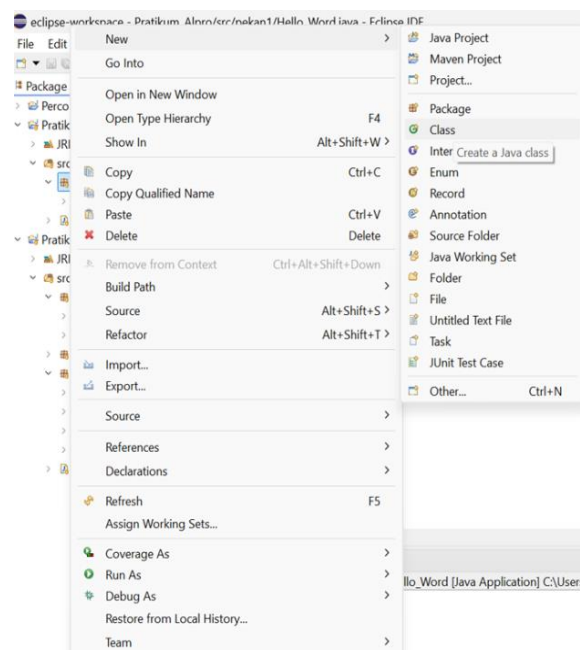 eclipse-workspace - Pratikum_Alpro/src/pekan1/Hello_Word.java - Eclipse IDE
File Edit
Package
Perco
Pratik
JRI
src
Pratik
JRI
src
New
Go Into
Open in New Window
Open Type Hierarchy F4
Show In Alt+Shift+W
Copy Ctrl+C
Copy Qualified Name
Paste Ctrl+V
Delete Delete
Remove from Context Ctrl+Alt+Shift+Down
Build Path
Source Alt+Shift+S
Refactor Alt+Shift+T
Import...
Export...
Source
References
Declarations
Refresh F5
Assign Working Sets...
Coverage As
Run As
Debug As
Restore from Local History...
Team
Java Project
Maven Project
Project...
Package
Class
Inter Create a Java class
Enum
Record
Annotation
Source Folder
Java Working Set
Folder
File
Untitled Text File
Task
JUnit Test Case
Other... Ctrl+N
llo_Word [Java Application] C:\User